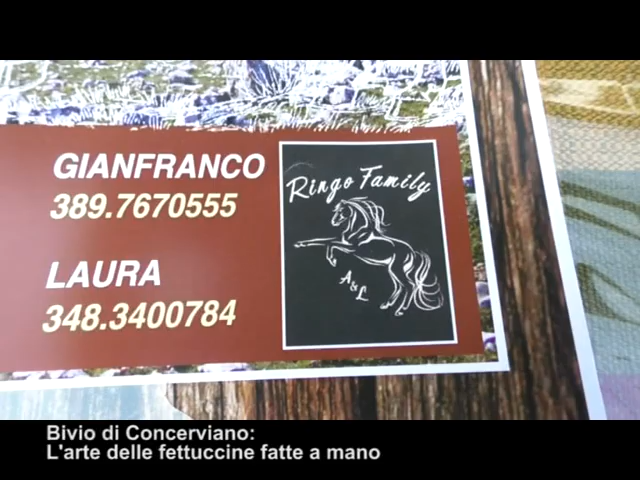 GIANFRANCO
389.7670555
LAURA
348.3400784
Ringo Family
A&L
Bivio di Concerviano:
L'arte delle fettuccine fatte a mano